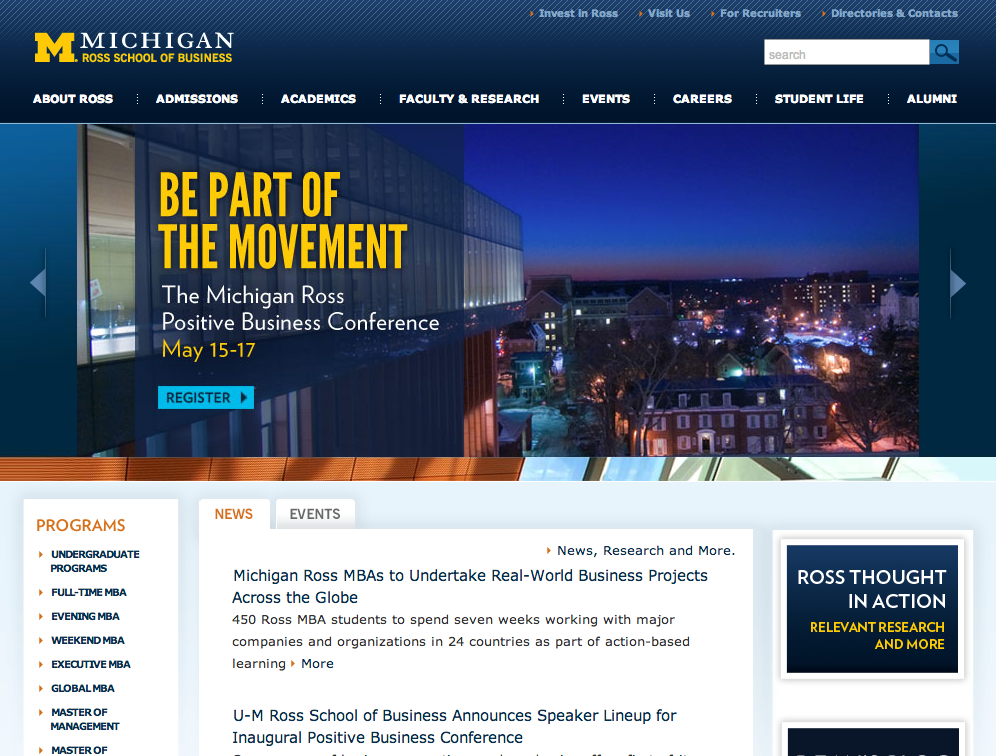 Invest in Ross
Visit Us
For Recruiters
Directories & Contacts
M MICHIGAN
ROSS SCHOOL OF BUSINESS
search
ABOUT ROSS
ADMISSIONS
ACADEMICS
FACULTY & RESEARCH
EVENTS
CAREERS
STUDENT LIFE
ALUMNI
BE PART OF
THE MOVEMENT
The Michigan Ross
Positive Business Conference
May 15-17
REGISTER
PROGRAMS
UNDERGRADUATE
PROGRAMS
FULL-TIME MBA
EVENING MBA
WEEKEND MBA
EXECUTIVE MBA
GLOBAL MBA
MASTER OF
MANAGEMENT
MASTER OF
NEWS
EVENTS
News, Research and More.
Michigan Ross MBAs to Undertake Real-World Business Projects
Across the Globe
450 Ross MBA students to spend seven weeks working with major
companies and organizations in 24 countries as part of action-based
learning More
U-M Ross School of Business Announces Speaker Lineup for
Inaugural Positive Business Conference
ROSS THOUGHT
IN ACTION
RELEVANT RESEARCH
AND MORE